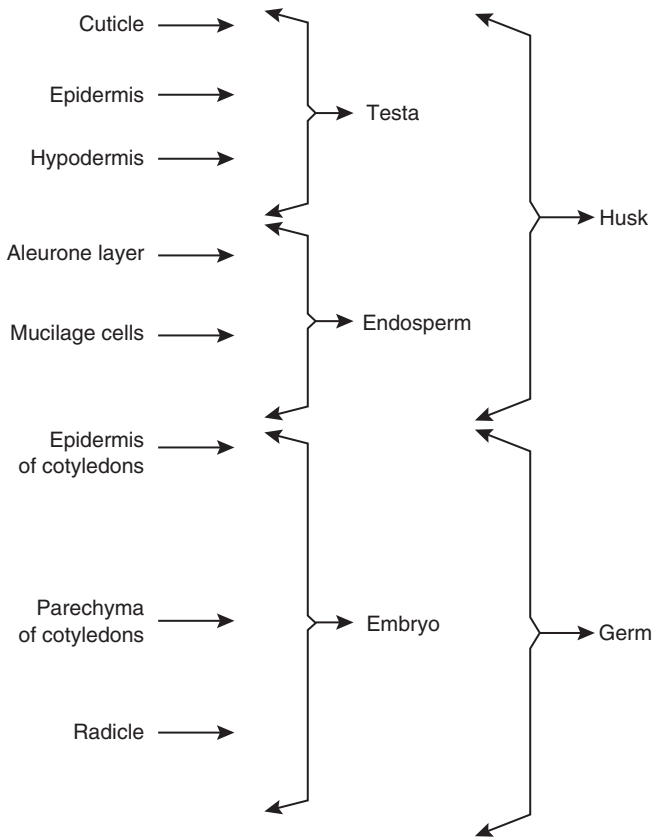 Cuticle
Epidermis
Hypodermis
Testa
Husk
Aleurone layer
Mucilage cells
Endosperm
Epidermis
of cotyledons
Parechyma
of cotyledons
Embryo
Germ
Radicle